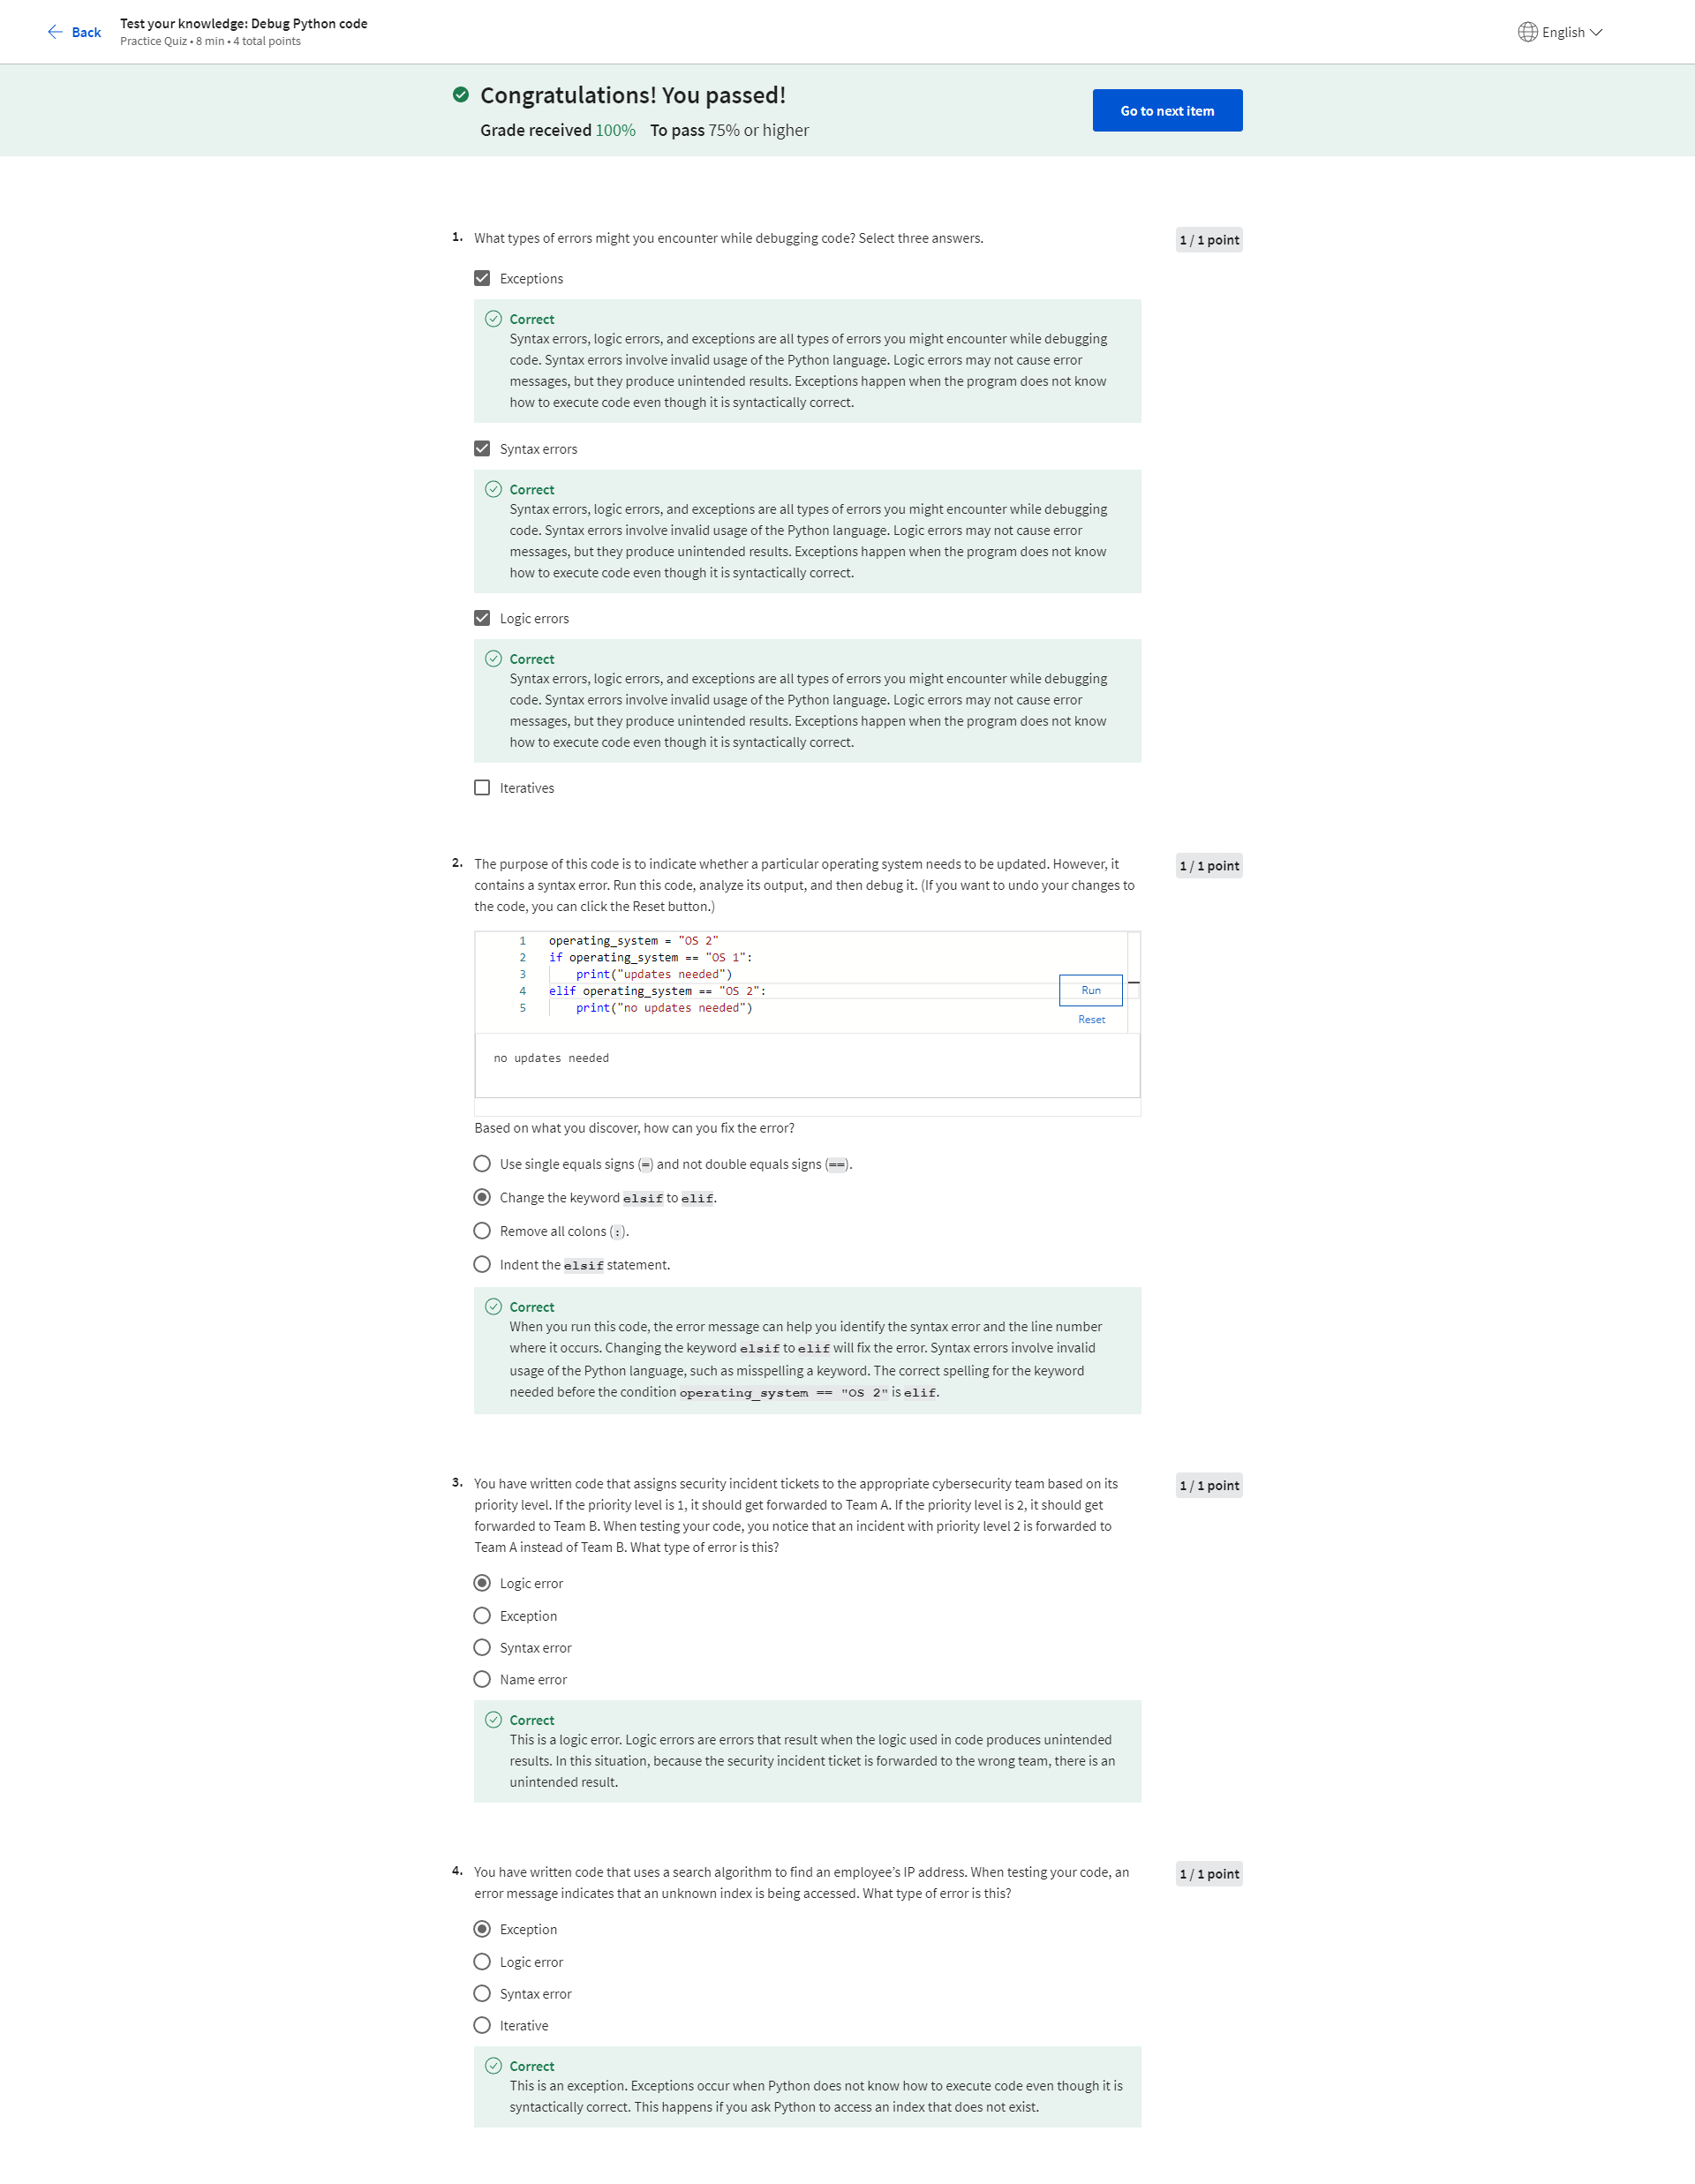 Back
Test your knowledge: Debug Python code
Practice Quiz • 8 min • 4 total points
English
Congratulations! You passed!
Grade received 100% To pass 75% or higher
Go to next item
1. What types of errors might you encounter while debugging code? Select three answers.
1 / 1 point
Exceptions
Correct
Syntax errors, logic errors, and exceptions are all types of errors you might encounter while debugging
code. Syntax errors involve invalid usage of the Python language. Logic errors may not cause error
messages, but they produce unintended results. Exceptions happen when the program does not know
how to execute code even though it is syntactically correct.
Syntax errors
Correct
Syntax errors, logic errors, and exceptions are all types of errors you might encounter while debugging
code. Syntax errors involve invalid usage of the Python language. Logic errors may not cause error
messages, but they produce unintended results. Exceptions happen when the program does not know
how to execute code even though it is syntactically correct.
Logic errors
Correct
Syntax errors, logic errors, and exceptions are all types of errors you might encounter while debugging
code. Syntax errors involve invalid usage of the Python language. Logic errors may not cause error
messages, but they produce unintended results. Exceptions happen when the program does not know
how to execute code even though it is syntactically correct.
Iteratives
2. The purpose of this code is to indicate whether a particular operating system needs to be updated. However, it
contains a syntax error. Run this code, analyze its output, and then debug it. (If you want to undo your changes to
the code, you can click the Reset button.)
1 / 1 point
1 operating_system = "OS 2"
2 if operating_system == "OS 1":
3     print("updates needed")
4 elif operating_system == "OS 2":
5     print("no updates needed")
Run
Reset
no updates needed
Based on what you discover, how can you fix the error?
Use single equals signs (=) and not double equals signs (==).
Change the keyword elsif to elif.
Remove all colons (:).
Indent the elsif statement.
Correct
When you run this code, the error message can help you identify the syntax error and the line number
where it occurs. Changing the keyword elsif to elif will fix the error. Syntax errors involve invalid
usage of the Python language, such as misspelling a keyword. The correct spelling for the keyword
needed before the condition operating_system == "OS 2" is elif.
3. You have written code that assigns security incident tickets to the appropriate cybersecurity team based on its
priority level. If the priority level is 1, it should get forwarded to Team A. If the priority level is 2, it should get
forwarded to Team B. When testing your code, you notice that an incident with priority level 2 is forwarded to
Team A instead of Team B. What type of error is this?
1 / 1 point
Logic error
Exception
Syntax error
Name error
Correct
This is a logic error. Logic errors are errors that result when the logic used in code produces unintended
results. In this situation, because the security incident ticket is forwarded to the wrong team, there is an
unintended result.
4. You have written code that uses a search algorithm to find an employee’s IP address. When testing your code, an
error message indicates that an unknown index is being accessed. What type of error is this?
1 / 1 point
Exception
Logic error
Syntax error
Iterative
Correct
This is an exception. Exceptions occur when Python does not know how to execute code even though it is
syntactically correct. This happens if you ask Python to access an index that does not exist.